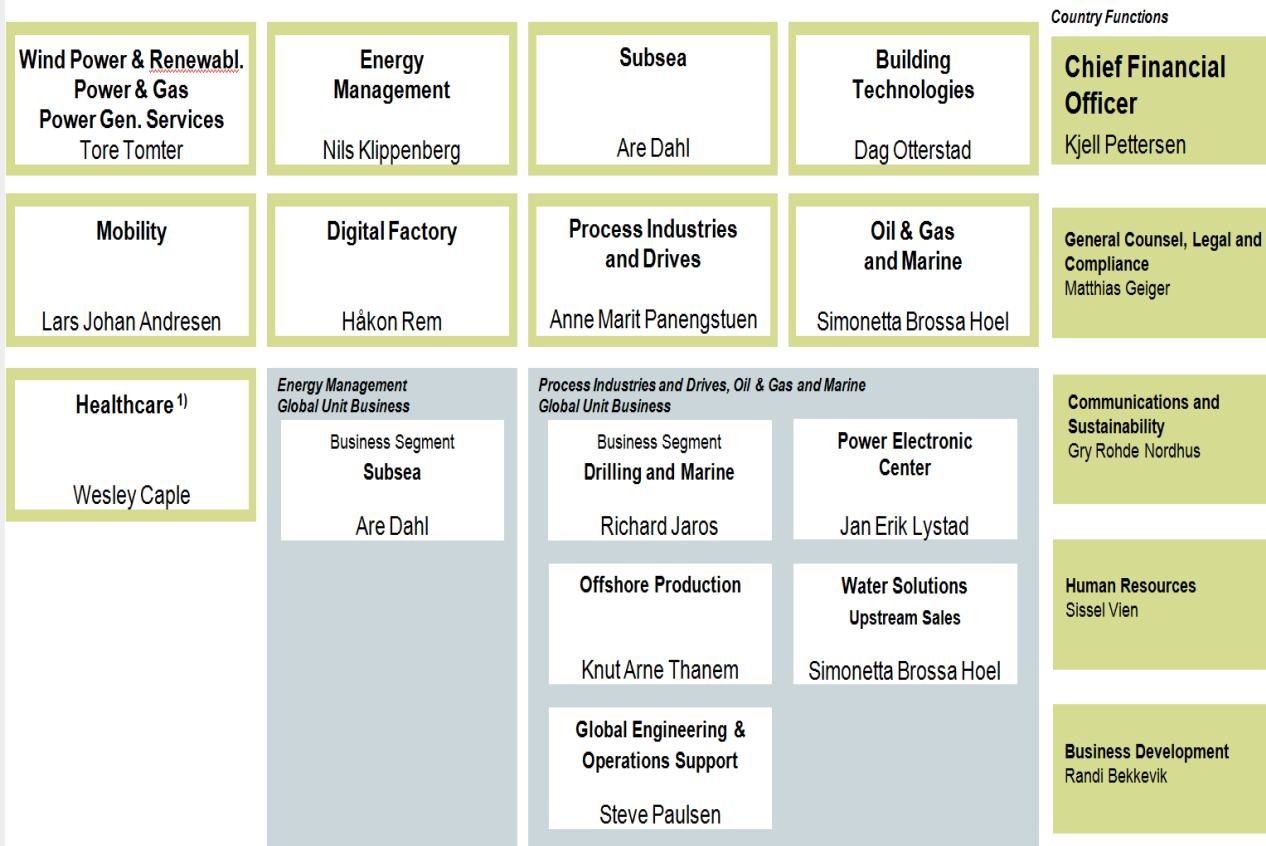 Country Functions
Wind Power & Renewabl.
Power & Gas
Power Gen. Services
Tore Tomter
Energy
Management
Nils Klippenberg
Subsea
Are Dahl
Building
Technologies
Dag Otterstad
Chief Financial
Officer
Kjell Pettersen
Mobility
Lars Johan Andresen
Digital Factory
Håkon Rem
Process Industries
and Drives
Anne Marit Panengstuen
Oil & Gas
and Marine
Simonetta Brossa Hoel
General Counsel, Legal and
Compliance
Matthias Geiger
Healthcare 1)
Wesley Caple
Energy Management
Global Unit Business
Business Segment
Subsea
Are Dahl
Process Industries and Drives, Oil & Gas and Marine
Global Unit Business
Business Segment
Drilling and Marine
Richard Jaros
Power Electronic
Center
Jan Erik Lystad
Offshore Production
Knut Arne Thanem
Water Solutions
Upstream Sales
Simonetta Brossa Hoel
Global Engineering &
Operations Support
Steve Paulsen
Communications and
Sustainability
Gry Rohde Nordhus
Human Resources
Sissel Vien
Business Development
Randi Bekkevik